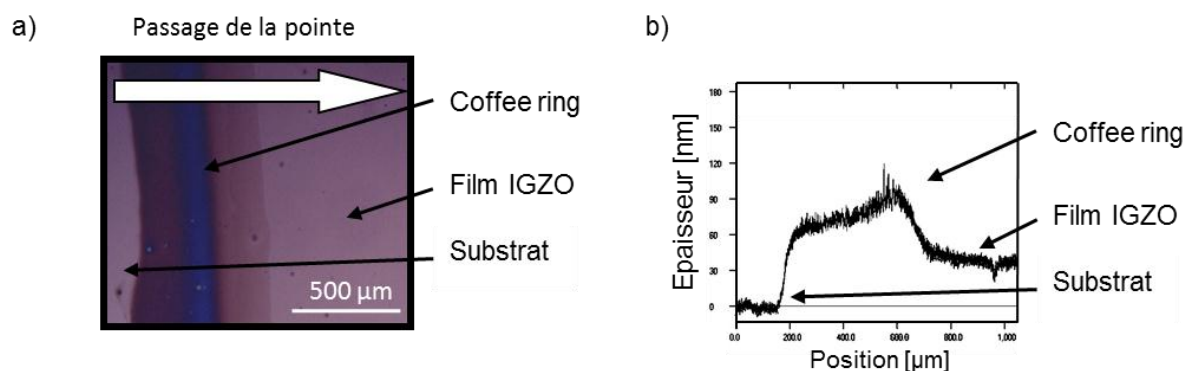 a)
Passage de la pointe
Coffee ring
Film IGZO
Substrat
500 µm
b)
Epaisseur [nm]
180
150
120
90
60
30
0
0.0
200.0
400.0
600.0
800.0
1,000
Position [µm]
Coffee ring
Film IGZO
Substrat